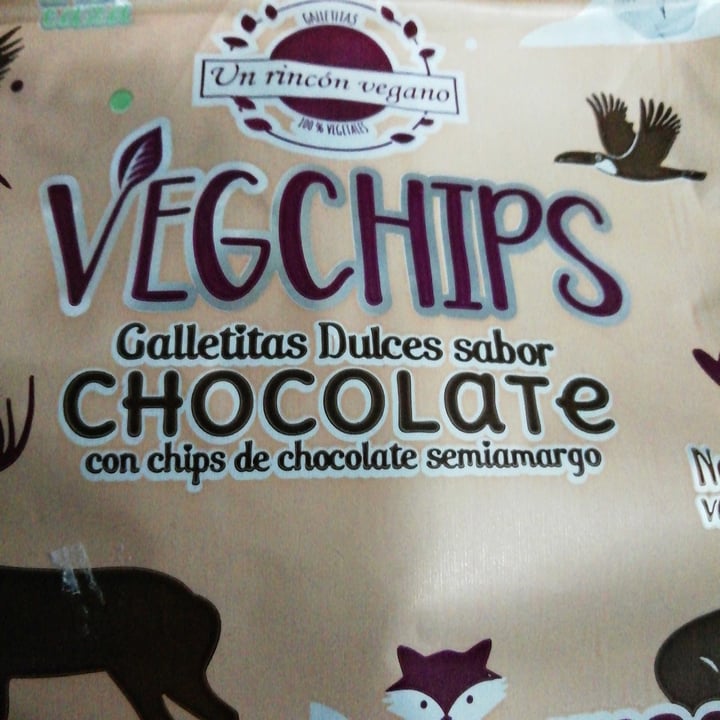 GALLETITAS
Un rincón vegano
100 % VEGETALES
VEGCHIPS
Galletitas Dulces sabor
CHOCOLaTe
con chips de chocolate semiamargo